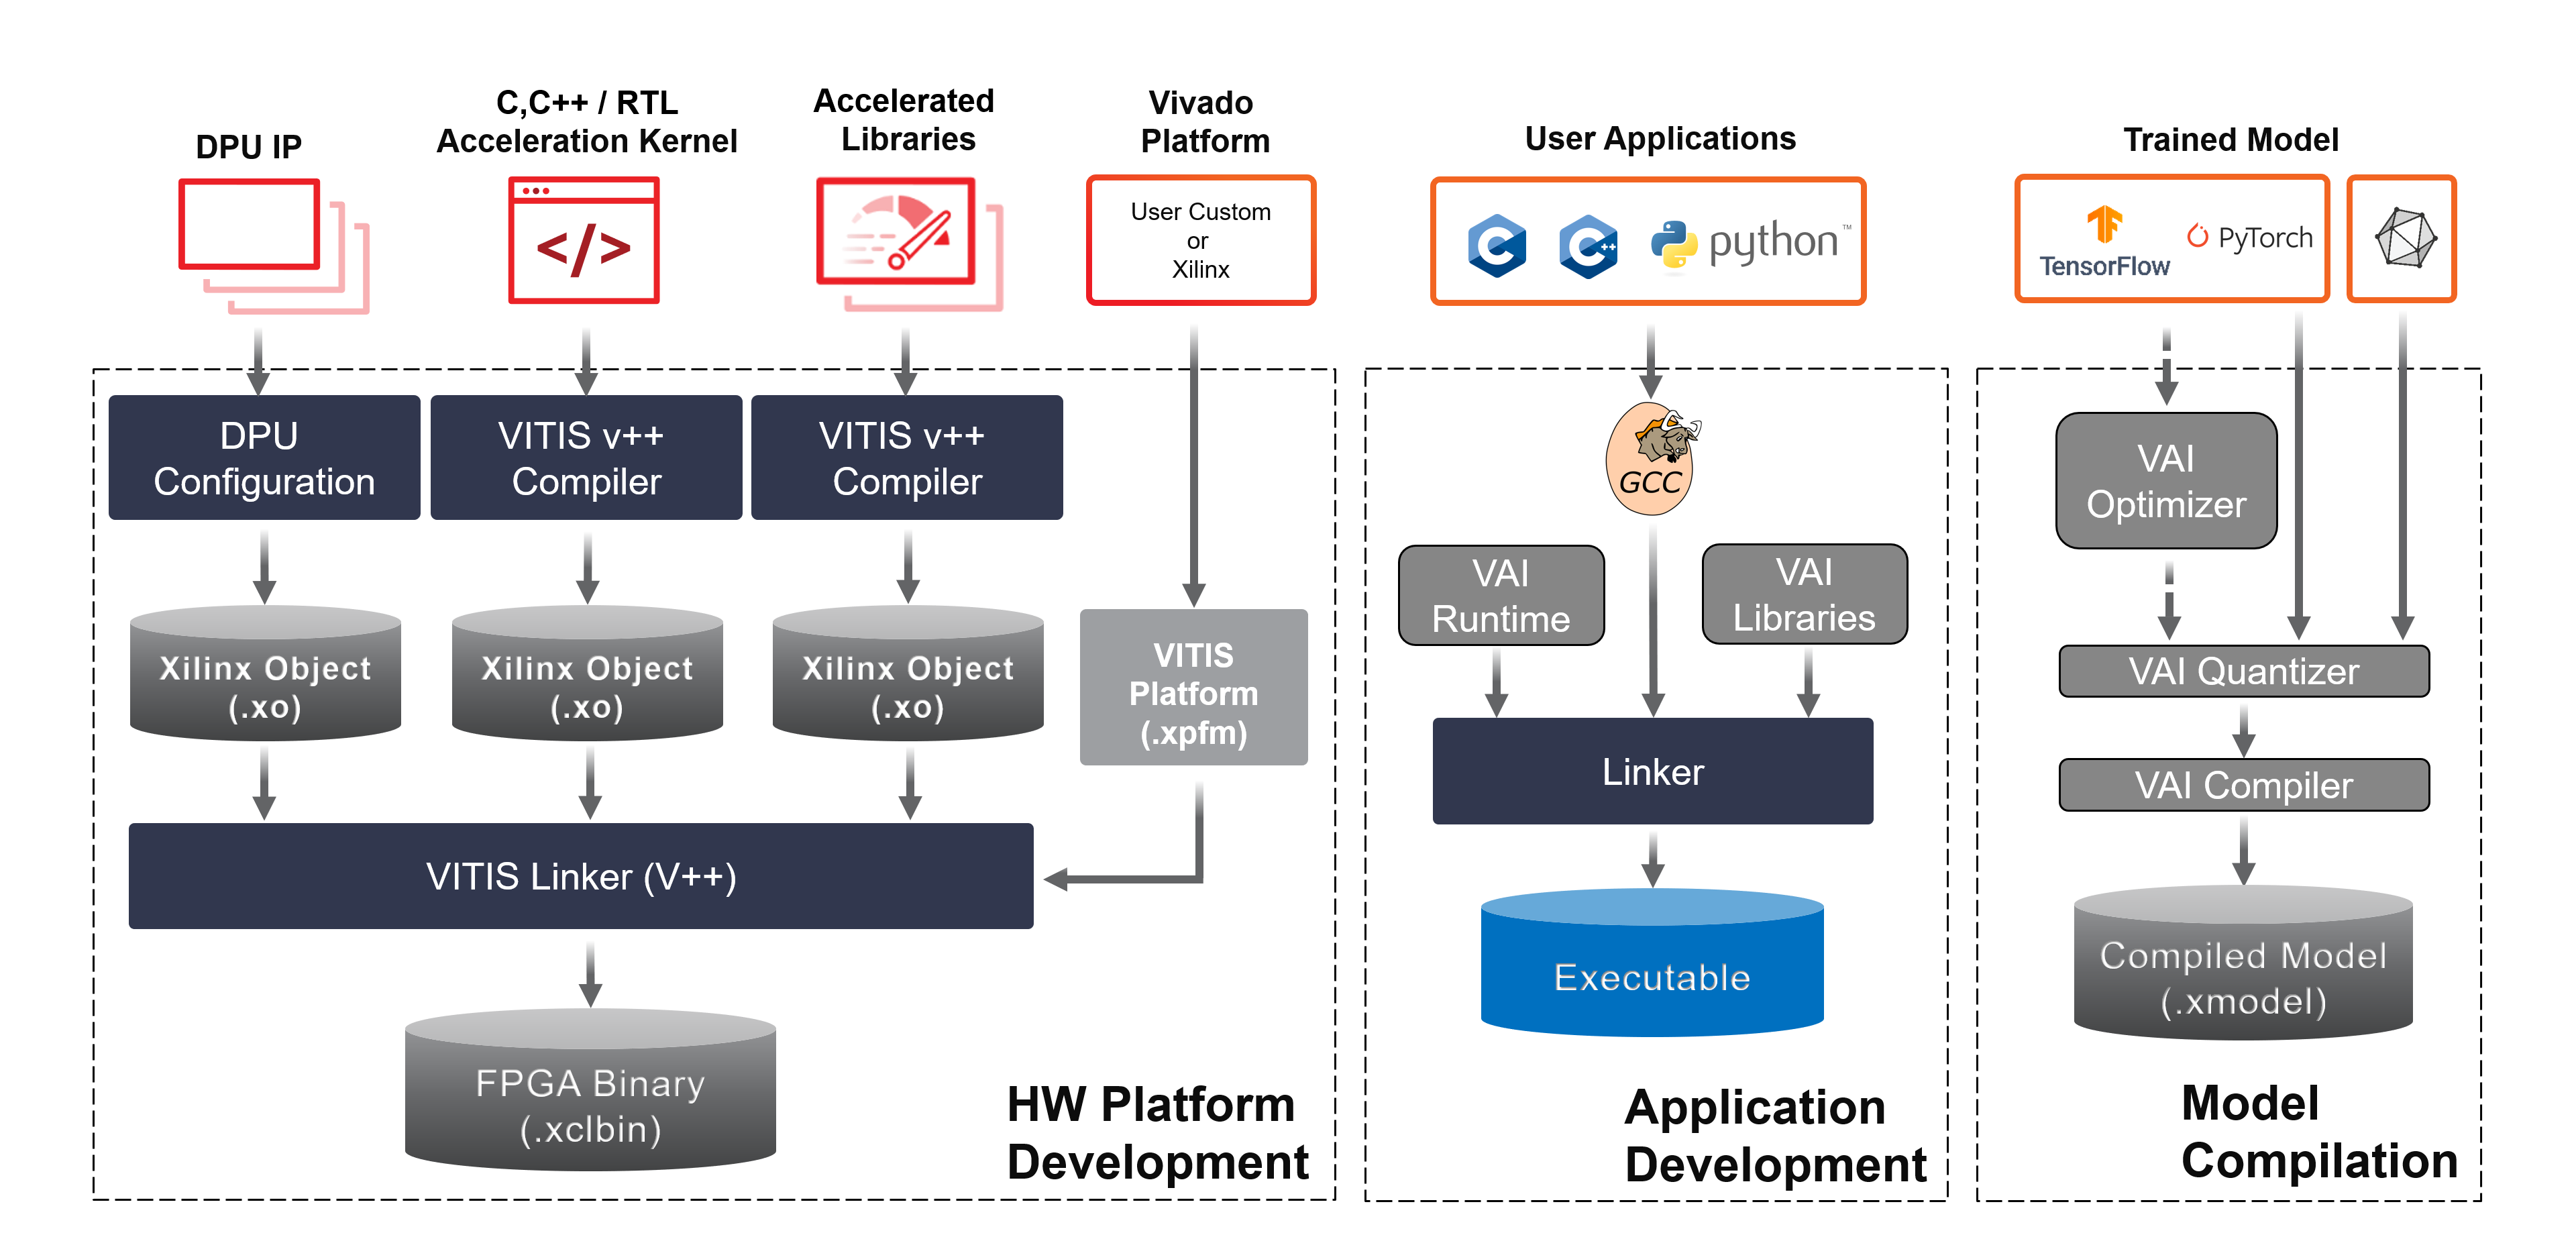 DPU IP
C,C++ / RTL
Acceleration Kernel
Accelerated
Libraries
Vivado
Platform
User Custom
or
Xilinx
User Applications
python™
Trained Model
TensorFlow
PyTorch
DPU
Configuration
VITIS v++
Compiler
VITIS v++
Compiler
Xilinx Object
(.xo)
Xilinx Object
(.xo)
Xilinx Object
(.xo)
VITIS
Platform
(.xpfm)
VITIS Linker (V++)
FPGA Binary
(.xclbin)
HW Platform
Development
C
C++
GCC
VAI
Runtime
VAI
Libraries
Linker
Executable
Application
Development
VAI
Optimizer
VAI Quantizer
VAI Compiler
Compiled Model
(.xmodel)
Model
Compilation